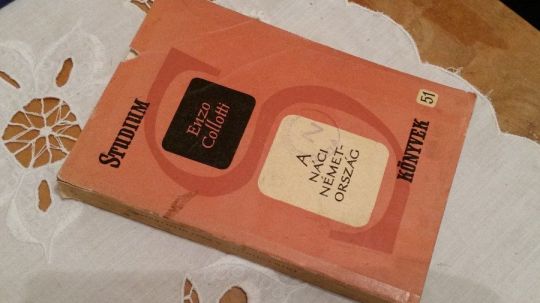 STUDIUM
Enzo
Collotti
A
NÁCI
NÉMET-
ORSZÁG
KÖNYVEK
51